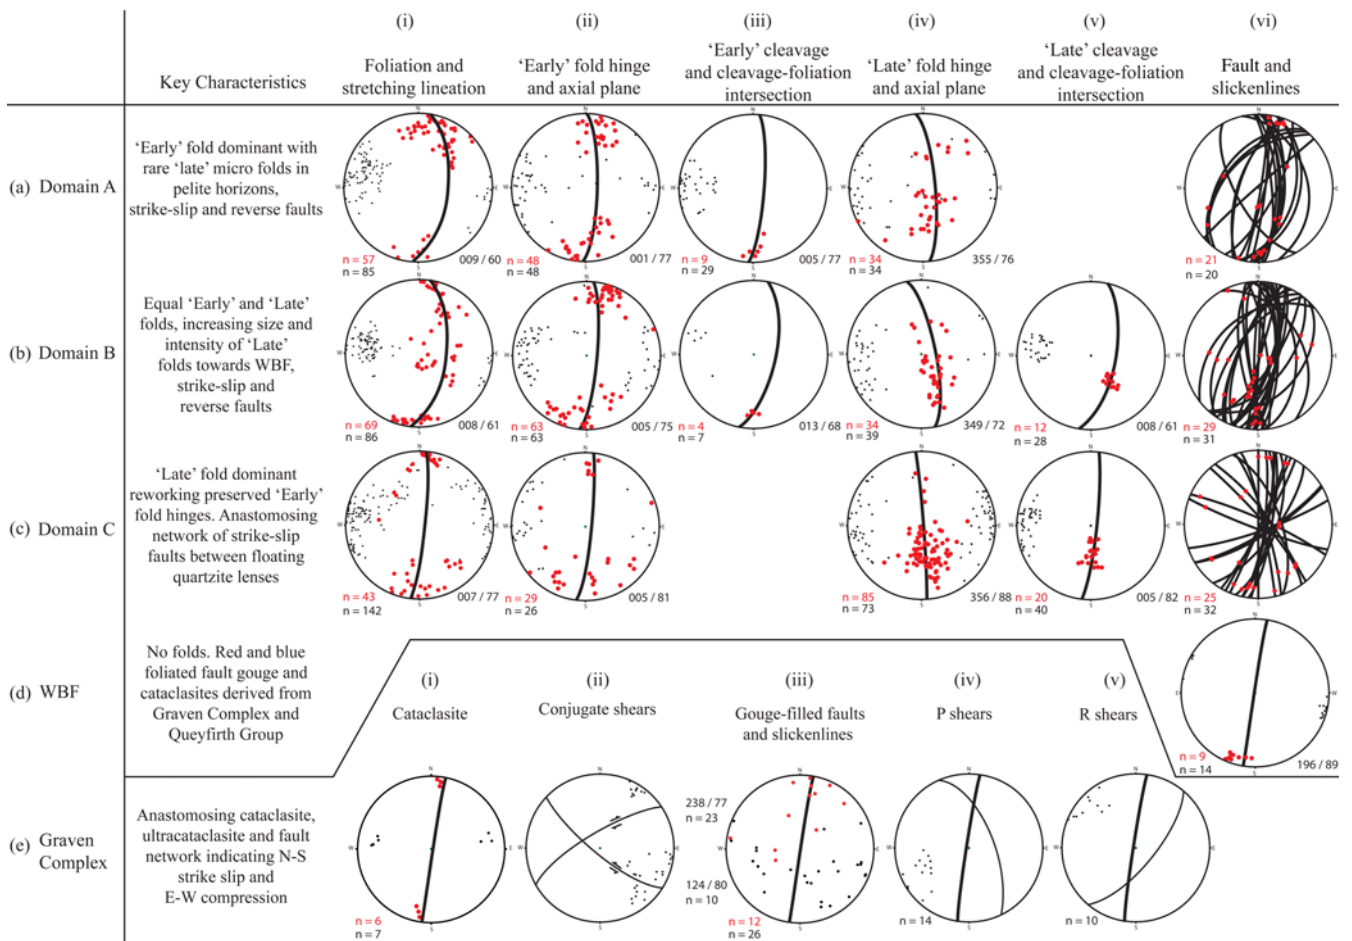 (i) (ii) (iii) (iv) (v) (vi)
Key Characteristics
Foliation and
stretching lineation
‘Early’ fold hinge
and axial plane
‘Early’ cleavage
and cleavage-foliation
intersection
‘Late’ fold hinge
and axial plane
‘Late’ cleavage
and cleavage-foliation
intersection
Fault and
slickenlines
(a) Domain A
‘Early’ fold dominant with
rare ‘late’ micro folds in
pelite horizons,
strike-slip and reverse faults
N
W E
S
n = 57
n = 85
009 / 60
N
W E
S
n = 48
n = 48
001 / 77
N
W E
S
n = 9
n = 29
005 / 77
N
W E
S
n = 34
n = 34
355 / 76
N
W E
S
n = 21
n = 20
(b) Domain B
Equal ‘Early’ and ‘Late’
folds, increasing size and
intensity of ‘Late’
folds towards WBF,
strike-slip and
reverse faults
N
W E
S
n = 69
n = 86
008 / 61
N
W E
S
n = 63
n = 63
005 / 75
N
W E
S
n = 4
n = 7
013 / 68
N
W E
S
n = 34
n = 39
349 / 72
N
W E
S
n = 12
n = 28
008 / 61
N
W E
S
n = 29
n = 31
(c) Domain C
‘Late’ fold dominant
reworking preserved ‘Early’
fold hinges. Anastomosing
network of strike-slip
faults between floating
quartzite lenses
N
W E
S
n = 43
n = 142
007 / 77
N
W E
S
n = 29
n = 26
005 / 81
N
W E
S
n = 85
n = 73
356 / 88
N
W E
S
n = 20
n = 40
005 / 82
N
W E
S
n = 25
n = 32
(d) WBF
No folds. Red and blue
foliated fault gouge and
cataclasites derived from
Graven Complex and
Queyfirth Group
N
E W
S
n = 9
n = 14
196 / 89
(i) (ii) (iii) (iv) (v)
Cataclasite
Conjugate shears
Gouge-filled faults
and slickenlines
P shears
R shears
(e) Graven
Complex
Anastomosing cataclasite,
ultracataclasite and fault
network indicating N-S
strike slip and
E-W compression
N
W E
S
n = 6
n = 7
N
W E
S
238 / 77
n = 23
124 / 80
n = 10
N
W E
S
n = 12
n = 26
N
W E
S
n = 14
N
W E
S
n = 10